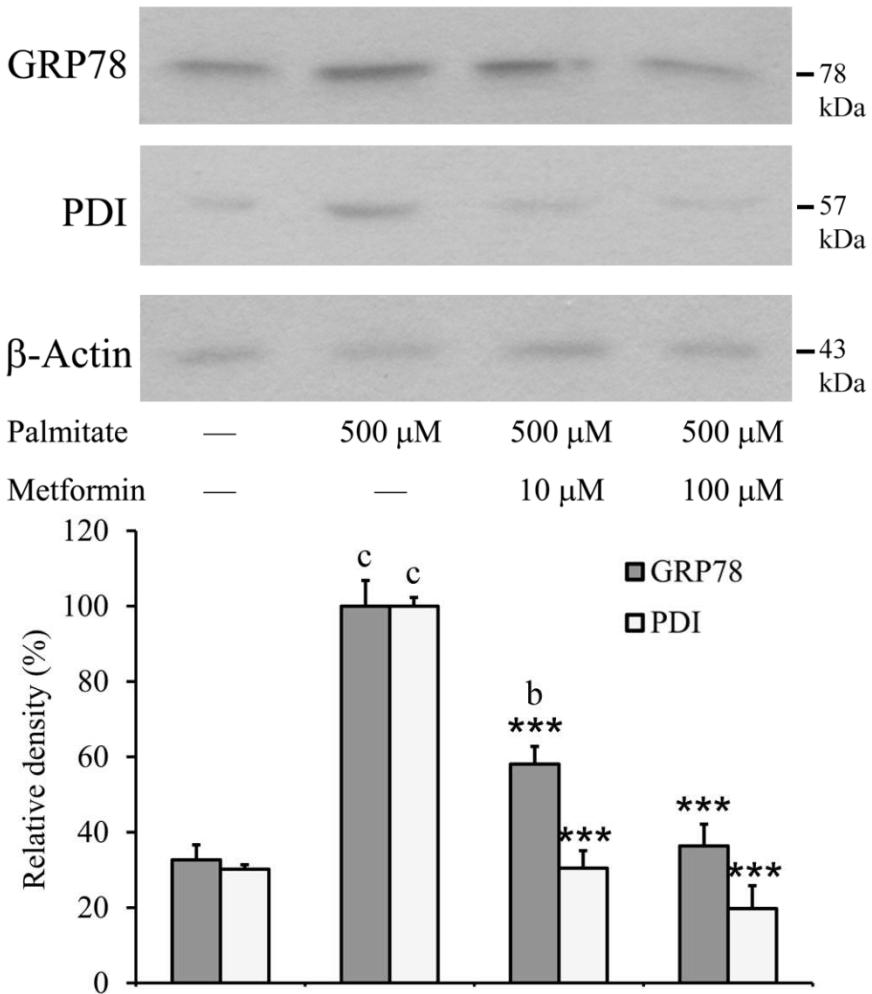 GRP78
78
kDa
PDI
57
kDa
β-Actin
43
kDa
Palmitate — 500 μM 500 μM 500 μM
Metformin — — 10 μM 100 μM
Relative density (%)
120
100
80
60
40
20
0
c c
b
***
***
***
***
GRP78
PDI